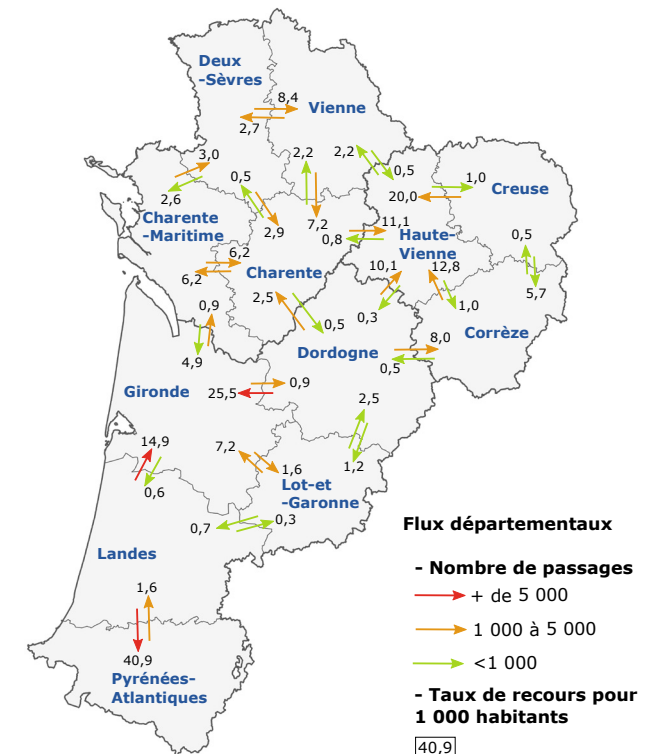 Deux
-Sèvres
8,4
Vienne
2,7
3,0
2,2
2,2
0,5
1,0
Creuse
2,6
0,5
20,0
Charente
-Maritime
2,9
7,2
0,8
11,1
Haute-
Vienne
0,5
6,2
6,2
Charente
10,1
12,8
5,7
2,5
0,9
0,5
0,3
1,0
Corrèze
4,9
Dordogne
8,0
0,5
Gironde
25,5
0,9
2,5
14,9
7,2
1,6
1,2
0,6
Lot-et
-Garonne
0,7
0,3
Landes
1,6
40,9
Pyrénées-
Atlantiques
Flux départementaux
- Nombre de passages
+ de 5 000
1 000 à 5 000
<1 000
- Taux de recours pour
1 000 habitants
40,9